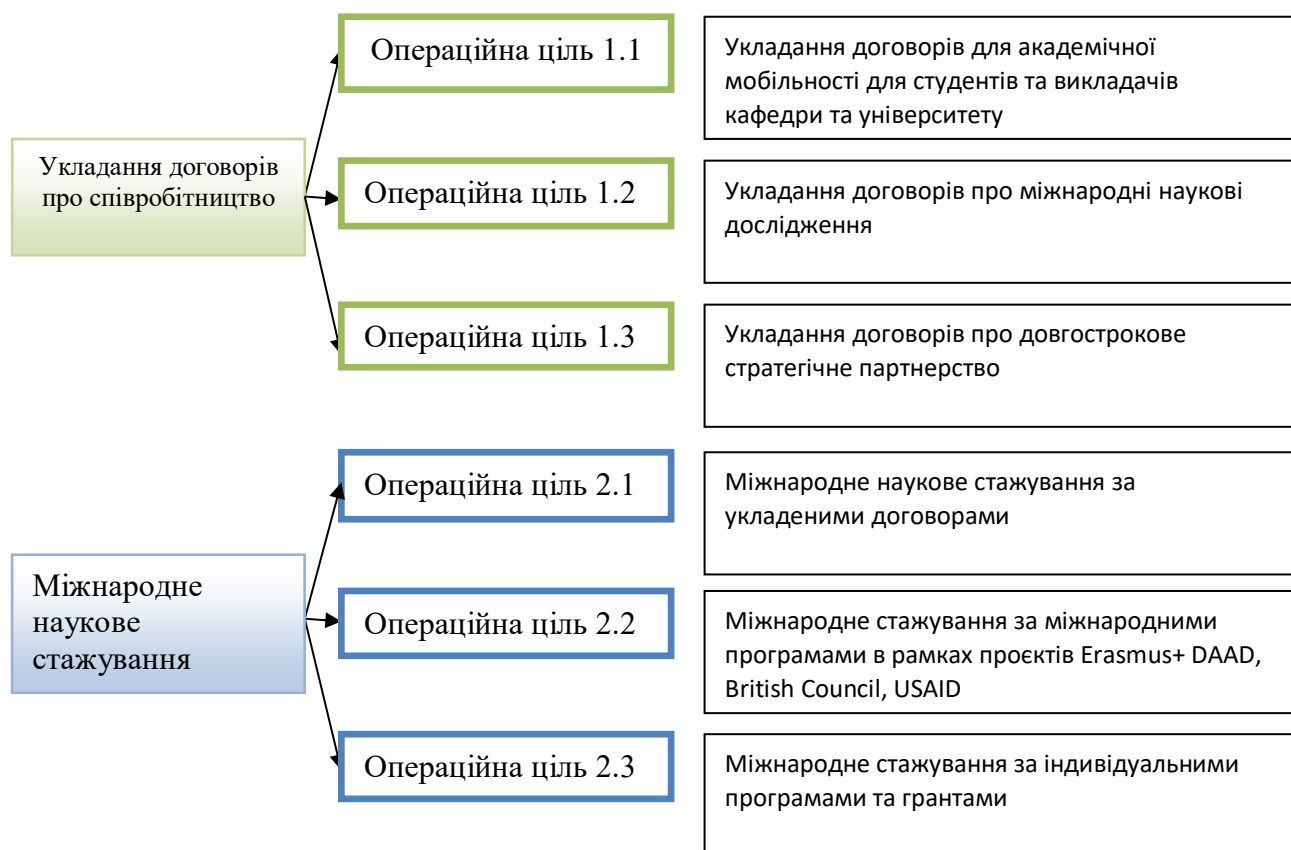 Укладання договорів
про співробітництво
Операційна ціль 1.1
Укладання договорів для академічної
мобільності для студентів та викладачів
кафедри та університету
Операційна ціль 1.2
Укладання договорів про міжнародні наукові
дослідження
Операційна ціль 1.3
Укладання договорів про довгострокове
стратегічне партнерство
Міжнародне
наукове
стажування
Операційна ціль 2.1
Міжнародне наукове стажування за
укладеними договорами
Операційна ціль 2.2
Міжнародне стажування за міжнародними
програмами в рамках проєктів Erasmus+ DAAD,
British Council, USAID
Операційна ціль 2.3
Міжнародне стажування за індивідуальними
програмами та грантами